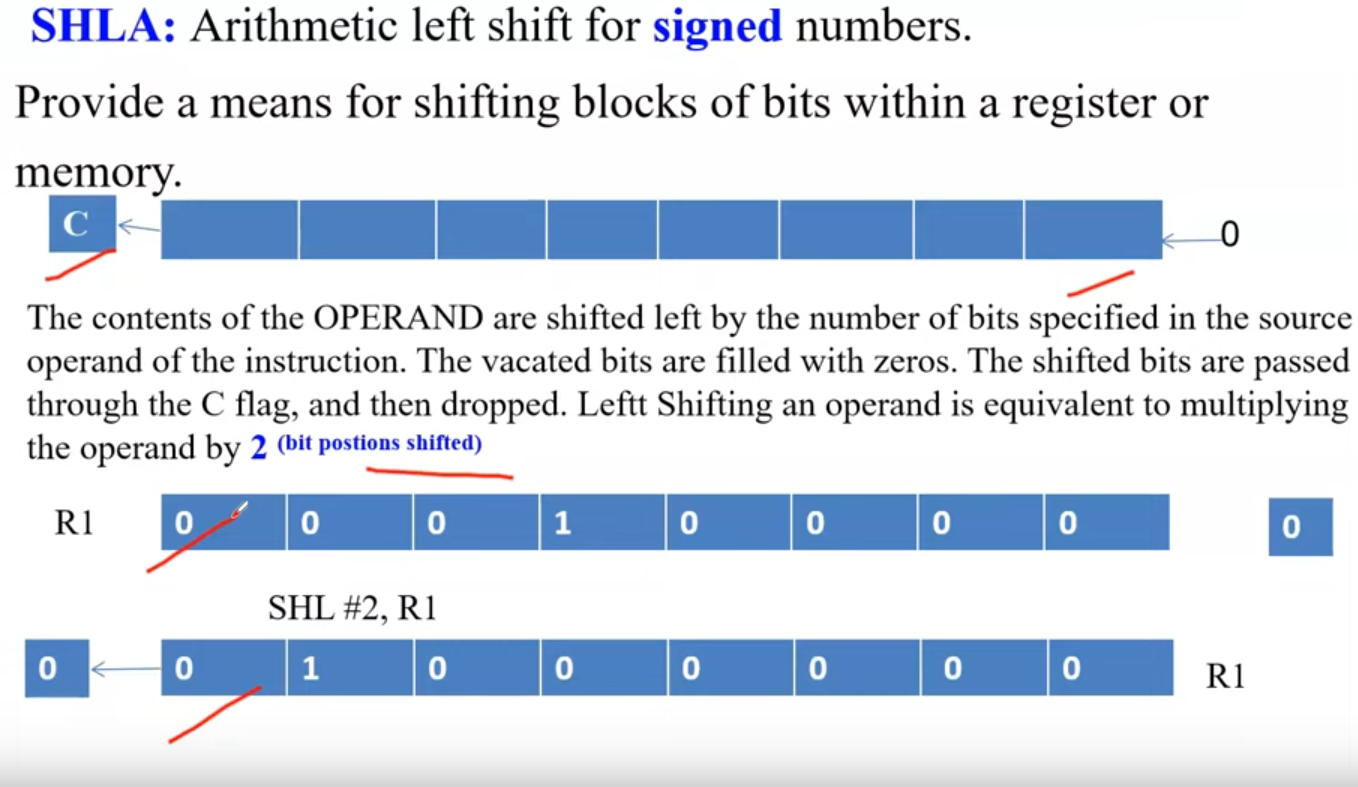 SHLA: Arithmetic left shift for signed numbers.
Provide a means for shifting blocks of bits within a register or
memory.
C 0
The contents of the OPERAND are shifted left by the number of bits specified in the source
operand of the instruction. The vacated bits are filled with zeros. The shifted bits are passed
through the C flag, and then dropped. Leftt Shifting an operand is equivalent to multiplying
the operand by 2 (bit postions shifted)
R1 0 0 0 1 0 0 0 0 0
SHL #2, R1
0 0 1 0 0 0 0 0 0 R1